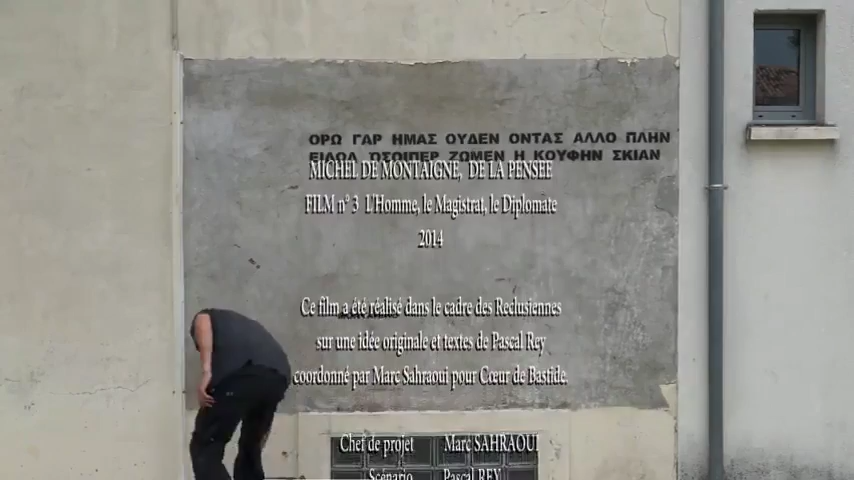 ΟΡΩ ΓΑΡ ΗΜΑΣ ΟΥΔΕΝ ΟΝΤΑΣ ΑΛΛΟ ΠΛΗΝ
ΕΙΔΩΛ ΌΣΟΙΠΕΡ ΖΩΜΕΝ Η ΚΟΥΦΗΝ ΣΚΙΑΝ
MICHEL DE MONTAIGNE, DE LA PENSEE
FILM n° 3 L'Homme, le Magistrat, le Diplomate
2014
Ce film a été réalisé dans le cadre des Reclusiennes
sur une idée originale et textes de Pascal Rey
coordonné par Marc Sahraoui pour Cœur de Bastide.
Chef de projet Marc SAHRAOUI
Scénario Pascal REY